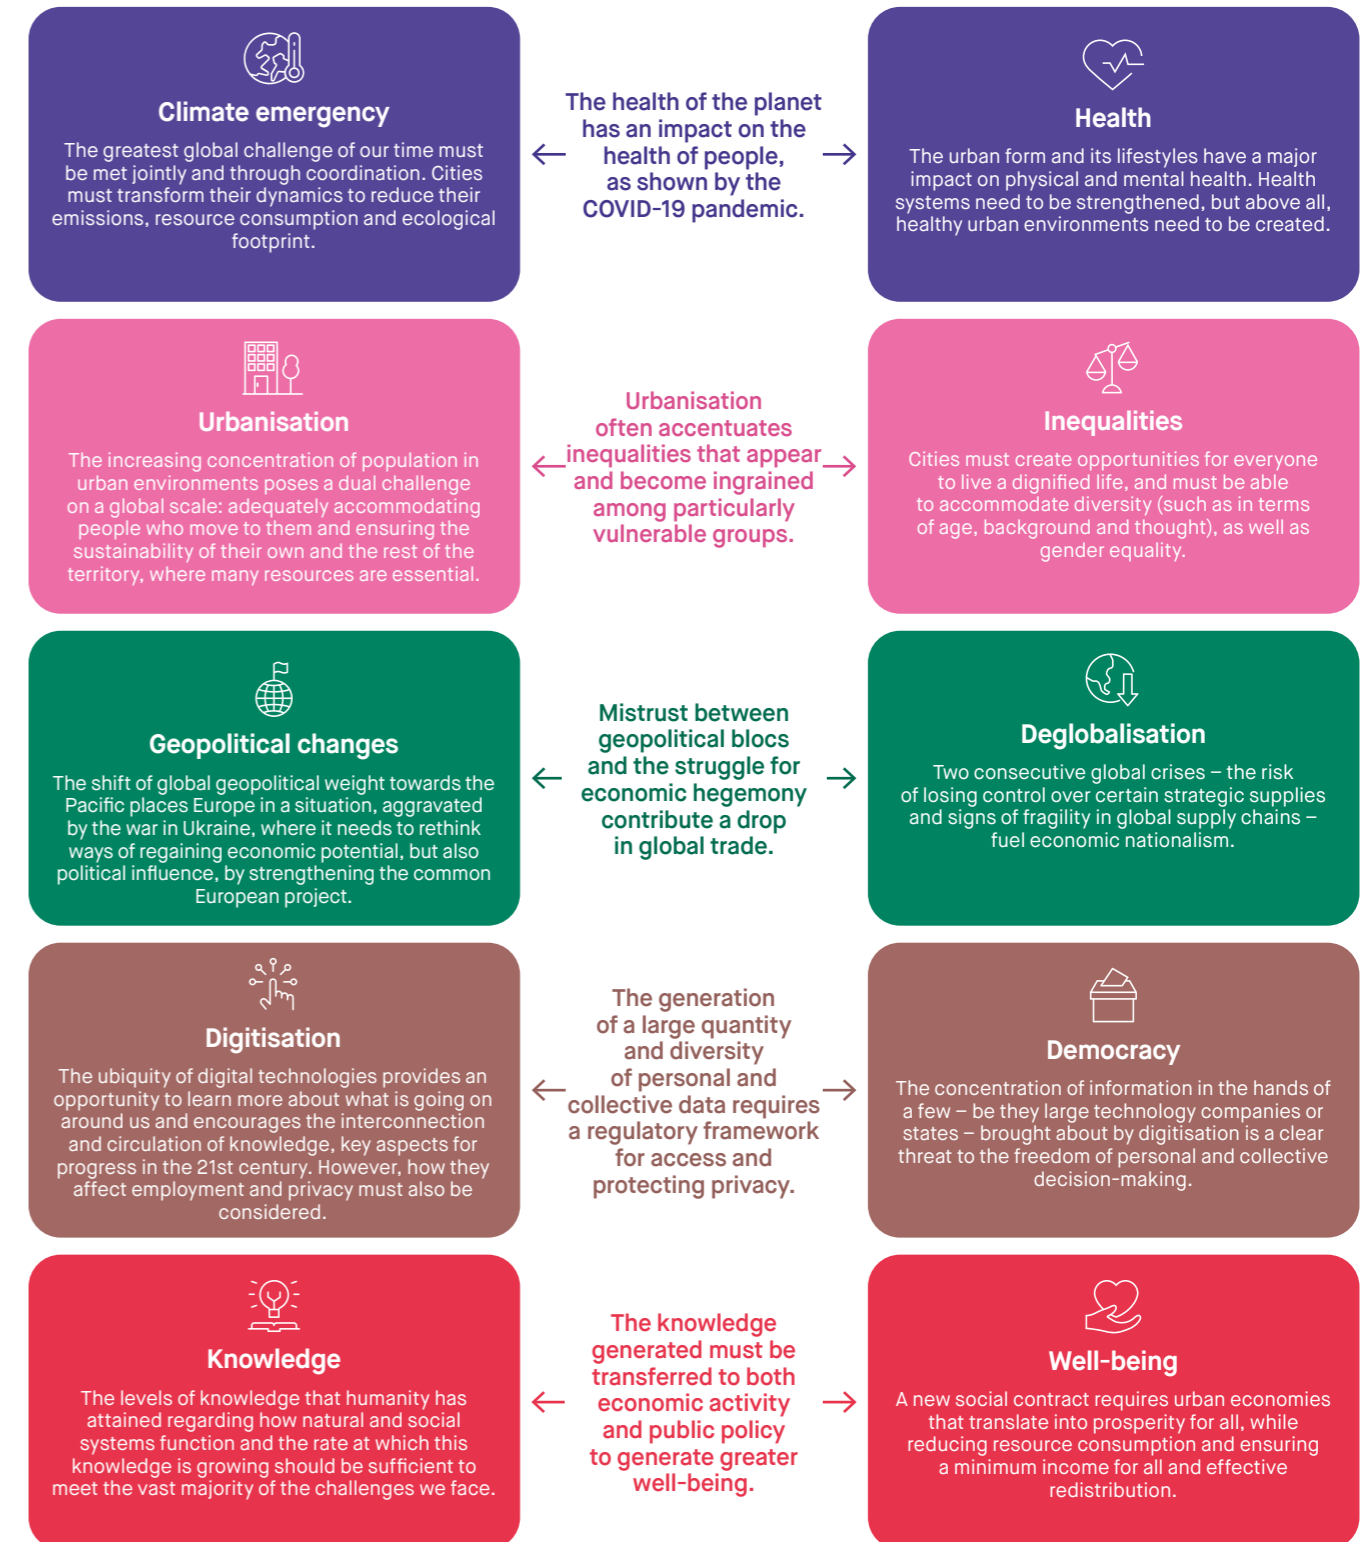 Climate emergency
The greatest global challenge of our time must
be met jointly and through coordination. Cities
must transform their dynamics to reduce their
emissions, resource consumption and ecological
footprint.
The health of the planet
has an impact on the
health of people,
as shown by the
COVID-19 pandemic.
Health
The urban form and its lifestyles have a major
impact on physical and mental health. Health
systems need to be strengthened, but above all,
healthy urban environments need to be created.
Urbanisation
The increasing concentration of population in
urban environments poses a dual challenge
on a global scale: adequately accommodating
people who move to them and ensuring the
sustainability of their own and the rest of the
territory, where many resources are essential.
Urbanisation
often accentuates
inequalities that appear
and become ingrained
among particularly
vulnerable groups.
Inequalities
Cities must create opportunities for everyone
to live a dignified life, and must be able
to accommodate diversity (such as in terms
of age, background and thought), as well as
gender equality.
Geopolitical changes
The shift of global geopolitical weight towards the
Pacific places Europe in a situation, aggravated
by the war in Ukraine, where it needs to rethink
ways of regaining economic potential, but also
political influence, by strengthening the common
European project.
Mistrust between
geopolitical blocs
and the struggle for
economic hegemony
contribute a drop
in global trade.
Deglobalisation
Two consecutive global crises – the risk
of losing control over certain strategic supplies
and signs of fragility in global supply chains –
fuel economic nationalism.
Digitisation
The ubiquity of digital technologies provides an
opportunity to learn more about what is going on
around us and encourages the interconnection
and circulation of knowledge, key aspects for
progress in the 21st century. However, how they
affect employment and privacy must also be
considered.
The generation
of a large quantity
and diversity
of personal and
collective data requires
a regulatory framework
for access and
protecting privacy.
Democracy
The concentration of information in the hands of
a few – be they large technology companies or
states – brought about by digitisation is a clear
threat to the freedom of personal and collective
decision-making.
Knowledge
The levels of knowledge that humanity has
attained regarding how natural and social
systems function and the rate at which this
knowledge is growing should be sufficient to
meet the vast majority of the challenges we face.
The knowledge
generated must be
transferred to both
economic activity
and public policy
to generate greater
well-being.
Well-being
A new social contract requires urban economies
that translate into prosperity for all, while
reducing resource consumption and ensuring
a minimum income for all and effective
redistribution.